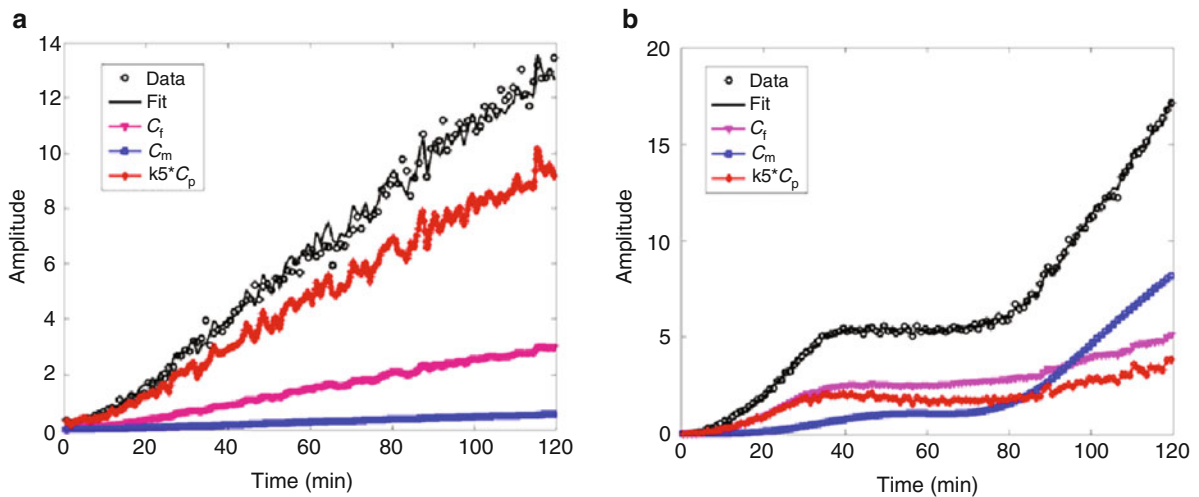 a
14
12
10
8
6
4
2
0
Amplitude
Data
Fit
Cf
Cm
k5*Cp
0 20 40 60 80 100 120
Time (min)
b
20
15
10
5
0
Amplitude
Data
Fit
Cf
Cm
k5*Cp
0 20 40 60 80 100 120
Time (min)